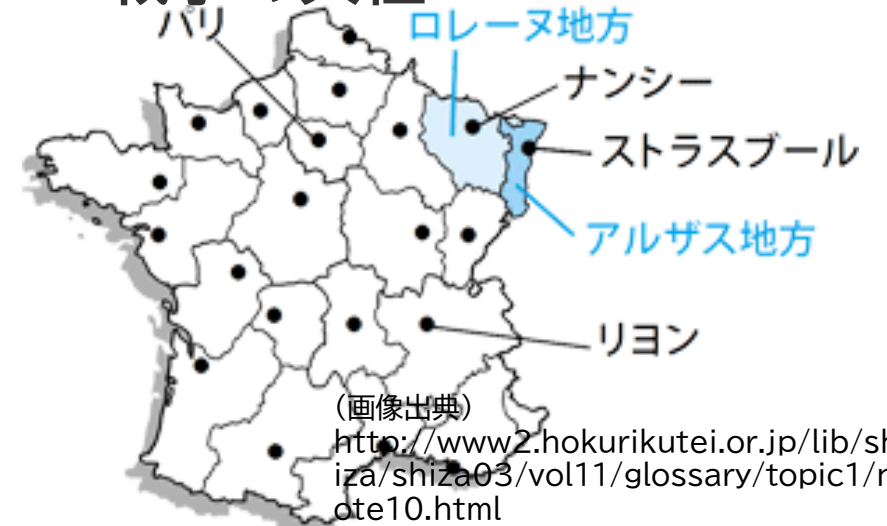 パリ
ロレーヌ地方
ナンシー
ストラスブール
アルザス地方
リヨン
(画像出典)
http://www2.hokurikutei.or.jp/lib/sh
iza/shiza03/vol11/glossary/topic1/n
ote10.html